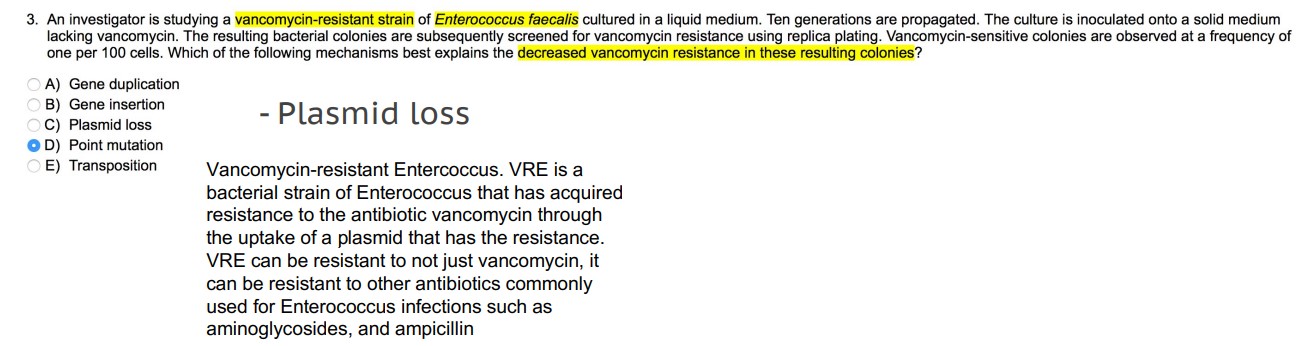 3. An investigator is studying a vancomycin-resistant strain of Enterococcus faecalis cultured in a liquid medium. Ten generations are propagated. The culture is inoculated onto a solid medium
lacking vancomycin. The resulting bacterial colonies are subsequently screened for vancomycin resistance using replica plating. Vancomycin-sensitive colonies are observed at a frequency of
one per 100 cells. Which of the following mechanisms best explains the decreased vancomycin resistance in these resulting colonies?
A) Gene duplication
B) Gene insertion
C) Plasmid loss
D) Point mutation
E) Transposition
- Plasmid loss
Vancomycin-resistant Entercoccus. VRE is a
bacterial strain of Enterococcus that has acquired
resistance to the antibiotic vancomycin through
the uptake of a plasmid that has the resistance.
VRE can be resistant to not just vancomycin, it
can be resistant to other antibiotics commonly
used for Enterococcus infections such as
aminoglycosides, and ampicillin